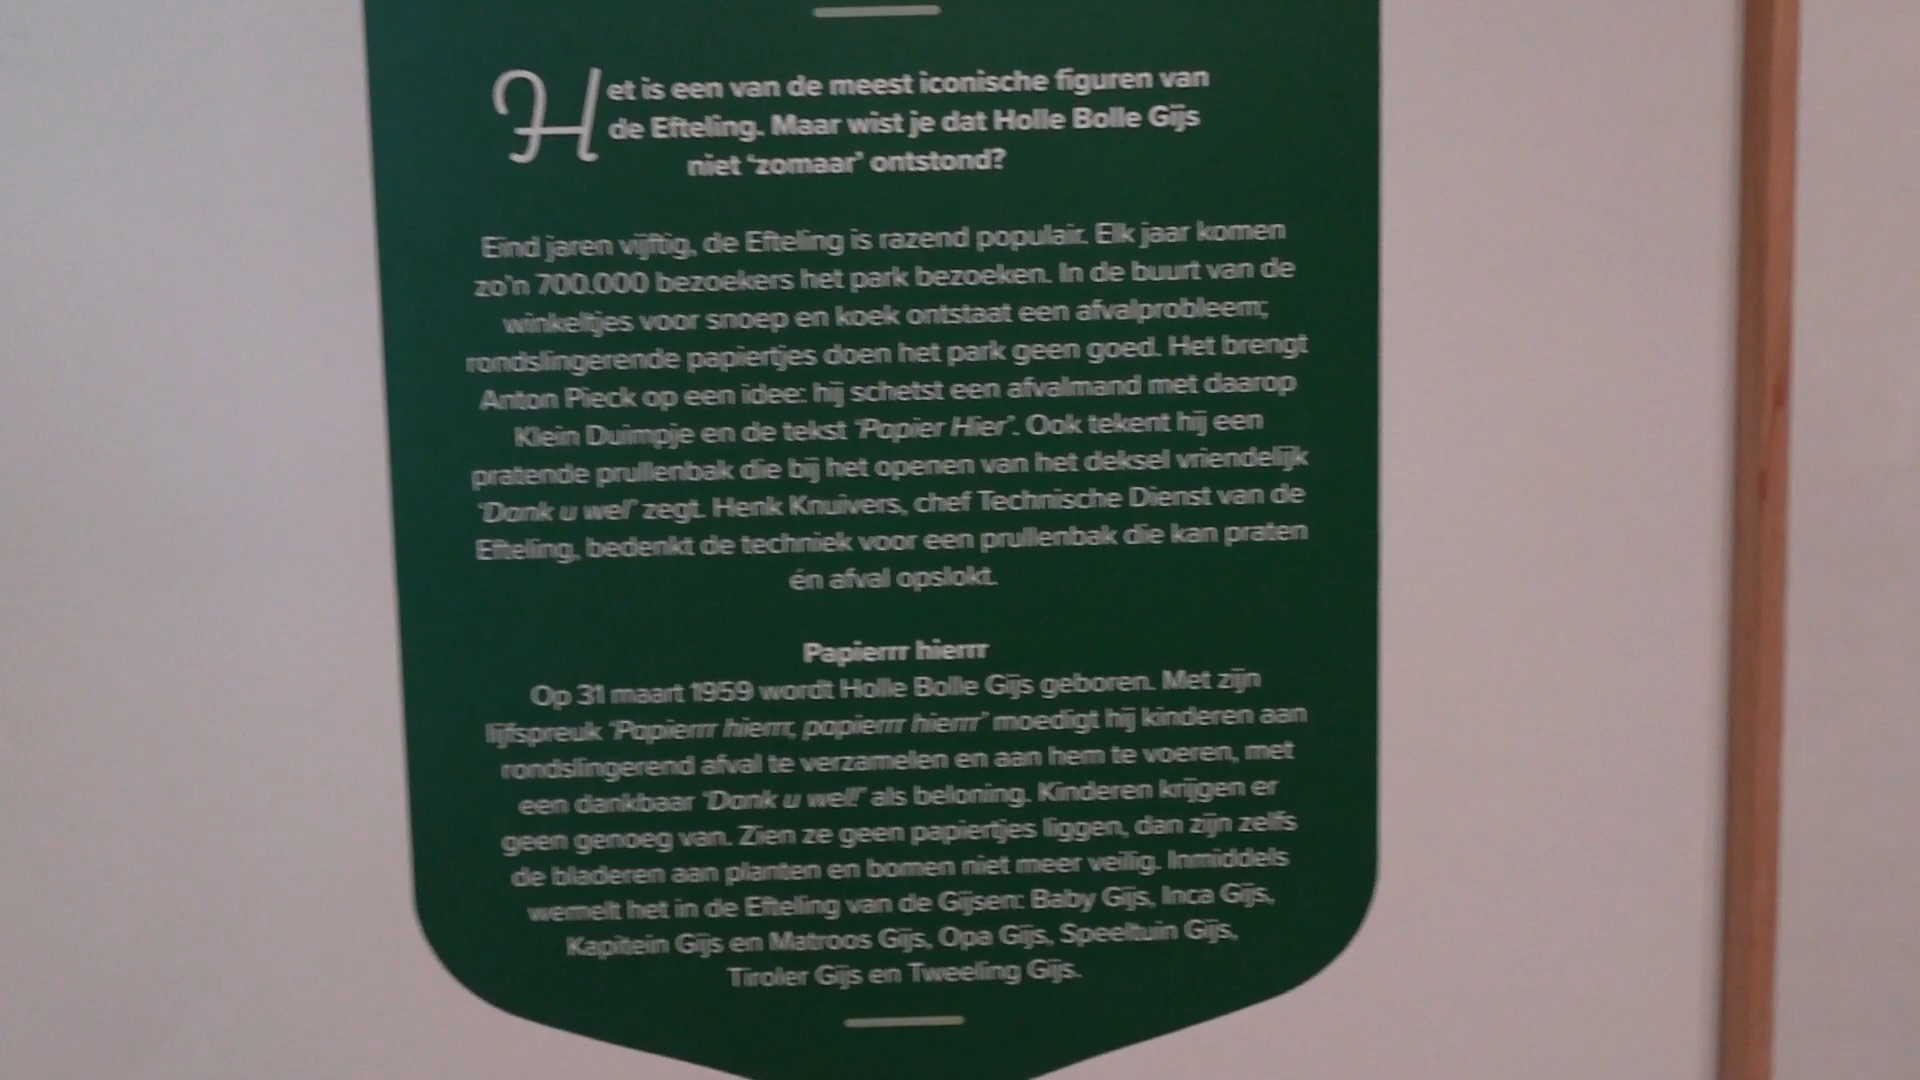 Het is een van de meest iconische figuren van
de Efteling. Maar wist je dat Holle Bolle Gijs
niet ‘zomaar’ ontstond?
Eind jaren vijftig, de Efteling is razend populair. Elk jaar komen
zo’n 700.000 bezoekers het park bezoeken. In de buurt van de
winkeltjes voor snoep en koek ontstaat een afvalprobleem;
rondslingerende papiertjes doen het park geen goed. Het brengt
Anton Pieck op een idee: hij schetst een afvalmand met daarop
Klein Duimpje en de tekst ‘Papier Hier’. Ook tekent hij een
pratende prullenbak die bij het openen van het deksel vriendelijk
‘Dank u wel’ zegt. Henk Knuivers, chef Technische Dienst van de
Efteling, bedenkt de techniek voor een prullenbak die kan praten
én afval opslokt.
Papierrr hierrr
Op 31 maart 1959 wordt Holle Bolle Gijs geboren. Met zijn
lijfspreuk ‘Papierrr hierrr, papierrr hierrr’ moedigt hij kinderen aan
rondslingerend afval te verzamelen en aan hem te voeren, met
een dankbaar ‘Dank u wel!’ als beloning. Kinderen krijgen er
geen genoeg van. Zien ze geen papiertjes liggen, dan zijn zelfs
de bladeren aan planten en bomen niet meer veilig. Inmiddels
wemelt het in de Efteling van de Gijsen: Baby Gijs, Inca Gijs,
Kapitein Gijs en Matroos Gijs, Opa Gijs, Speeltuin Gijs,
Tiroler Gijs en Tweeling Gijs.